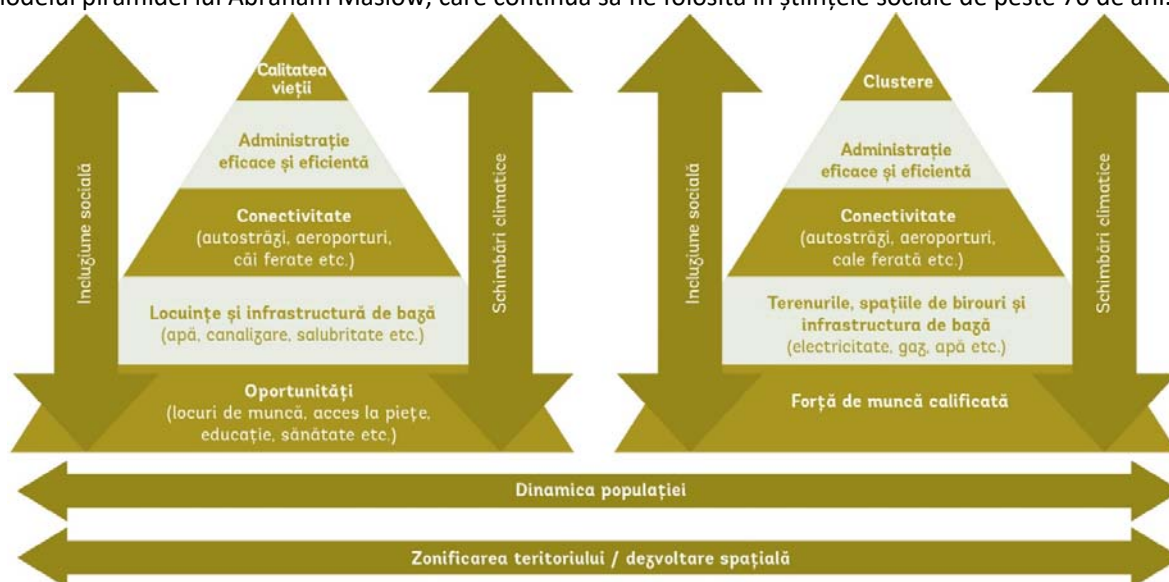 modelul piramidei lui Abraham Maslow, care continuă să fie folosită în științele sociale de peste 70 de ani.
Calitatea
vieții
Administrație
eficace și eficientă
Conectivitate
(autostrăzi, aeroporturi,
căi ferate etc.)
Locuințe și infrastructură de bază
(apă, canalizare, salubritate etc.)
Oportunități
(locuri de muncă, acces la piețe,
educație, sănătate etc.)
Incluziune socială
Schimbări climatice
Clustere
Administrație
eficace și eficientă
Conectivitate
(autostrăzi, aeroporturi,
cale ferată etc.)
Terenurile, spațiile de birouri și
infrastructura de bază
(electricitate, gaz, apă etc.)
Forță de muncă calificată
Incluziune socială
Schimbări climatice
Dinamica populației
Zonificarea teritoriului / dezvoltare spațială